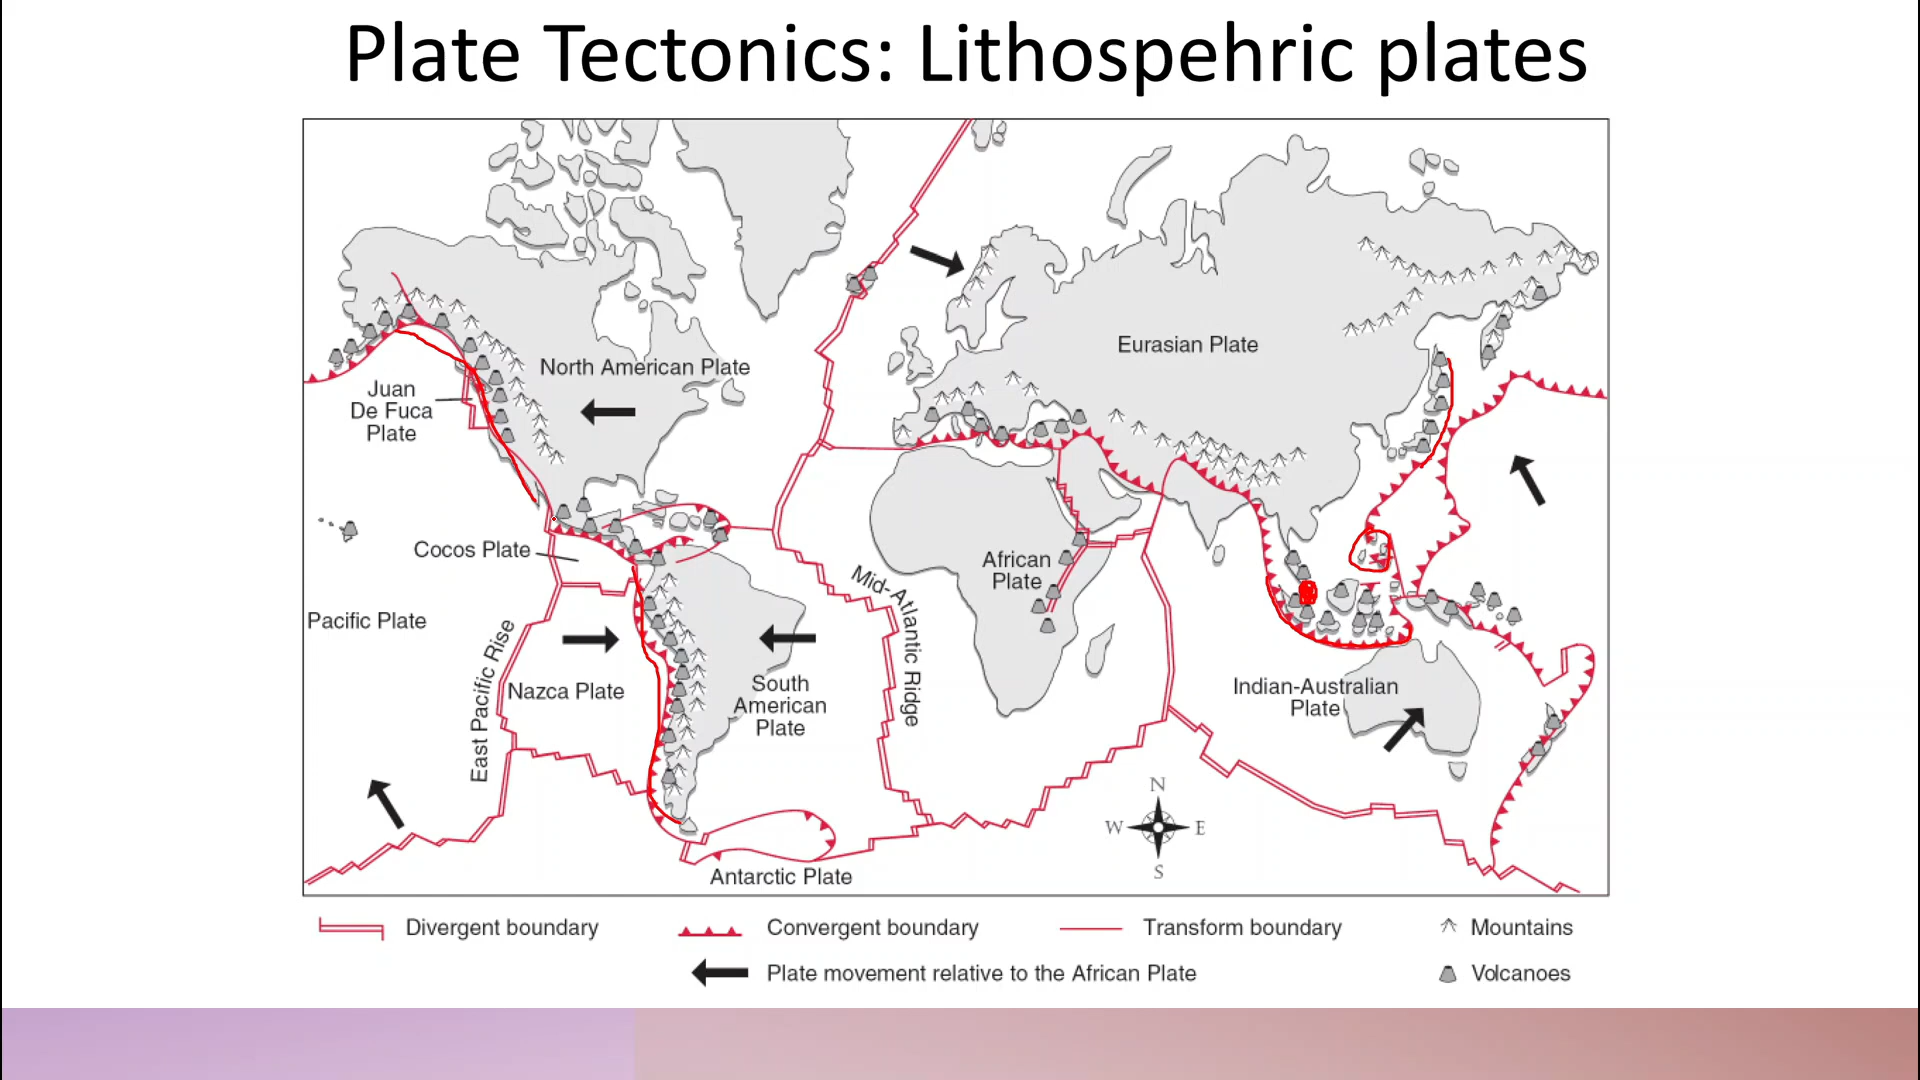 Plate Tectonics: Lithospehric plates
North American Plate
Juan
De Fuca
Plate
Eurasian Plate
Cocos Plate
African
Plate
Mid-Atlantic Ridge
Pacific Plate
East Pacific Rise
Nazca Plate
South
American
Plate
Indian-Australian
Plate
N
W E
S
Antarctic Plate
Divergent boundary Convergent boundary Transform boundary Mountains
Plate movement relative to the African Plate Volcanoes